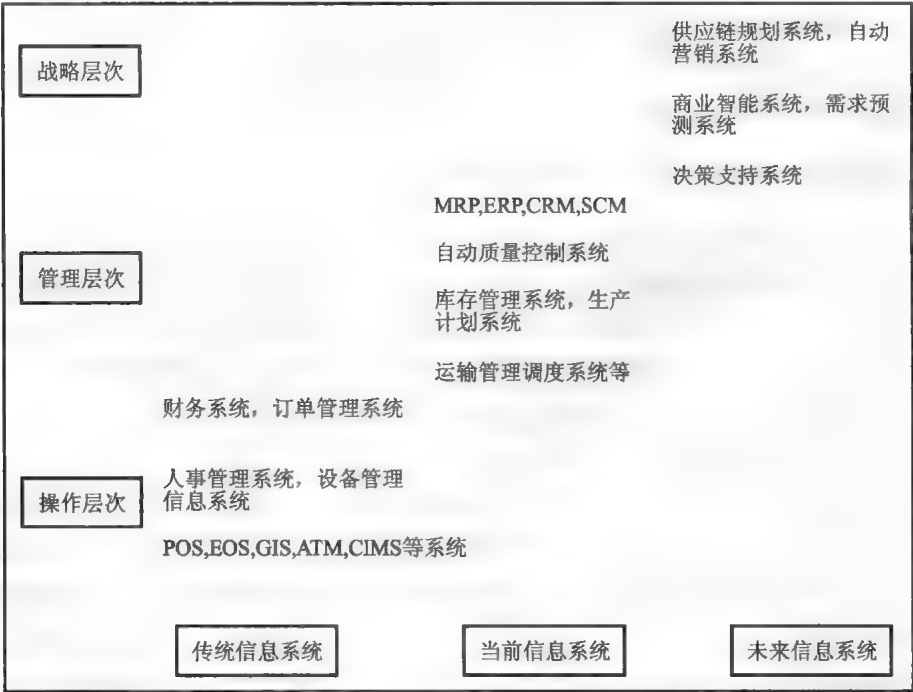 供应链规划系统，自动
营销系统
战略层次
商业智能系统，需求预
测系统
决策支持系统
MRP,ERP,CRM,SCM
自动质量控制系统
管理层次
库存管理系统，生产
计划系统
运输管理调度系统等
财务系统，订单管理系统
人事管理系统，设备管理
信息系统
操作层次
POS,EOS,GIS,ATM,CIMS等系统
传统信息系统
当前信息系统
未来信息系统